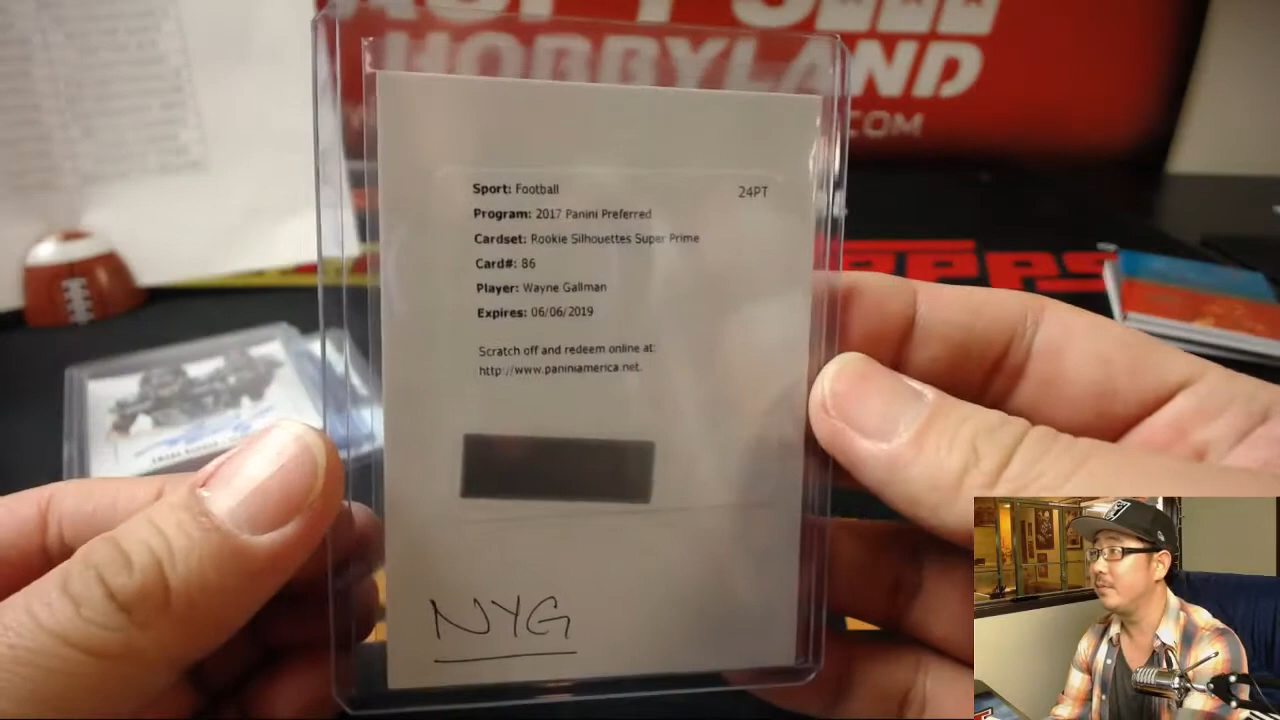 HOBBYLAND
.COM
Sport: Football
24PT
Program: 2017 Panini Preferred
Cardset: Rookie Silhouettes Super Prime
Card#: 86
Player: Wayne Gallman
Expires: 06/06/2019
Scratch off and redeem online at:
http://www.paniniamerica.net.
NYG